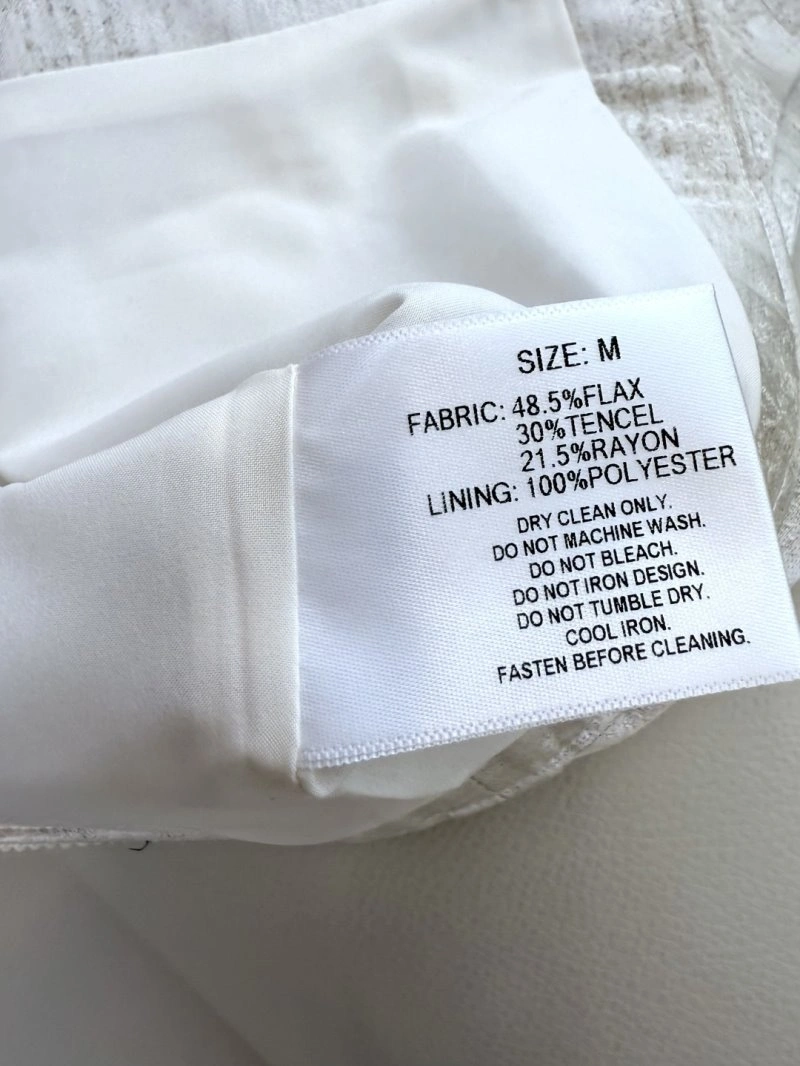 SIZE: M
FABRIC: 48.5%FLAX
30%TENCEL
21.5%RAYON
LINING: 100%POLYESTER
DRY CLEAN ONLY.
DO NOT MACHINE WASH.
DO NOT BLEACH.
DO NOT IRON DESIGN.
DO NOT TUMBLE DRY.
COOL IRON.
FASTEN BEFORE CLEANING.